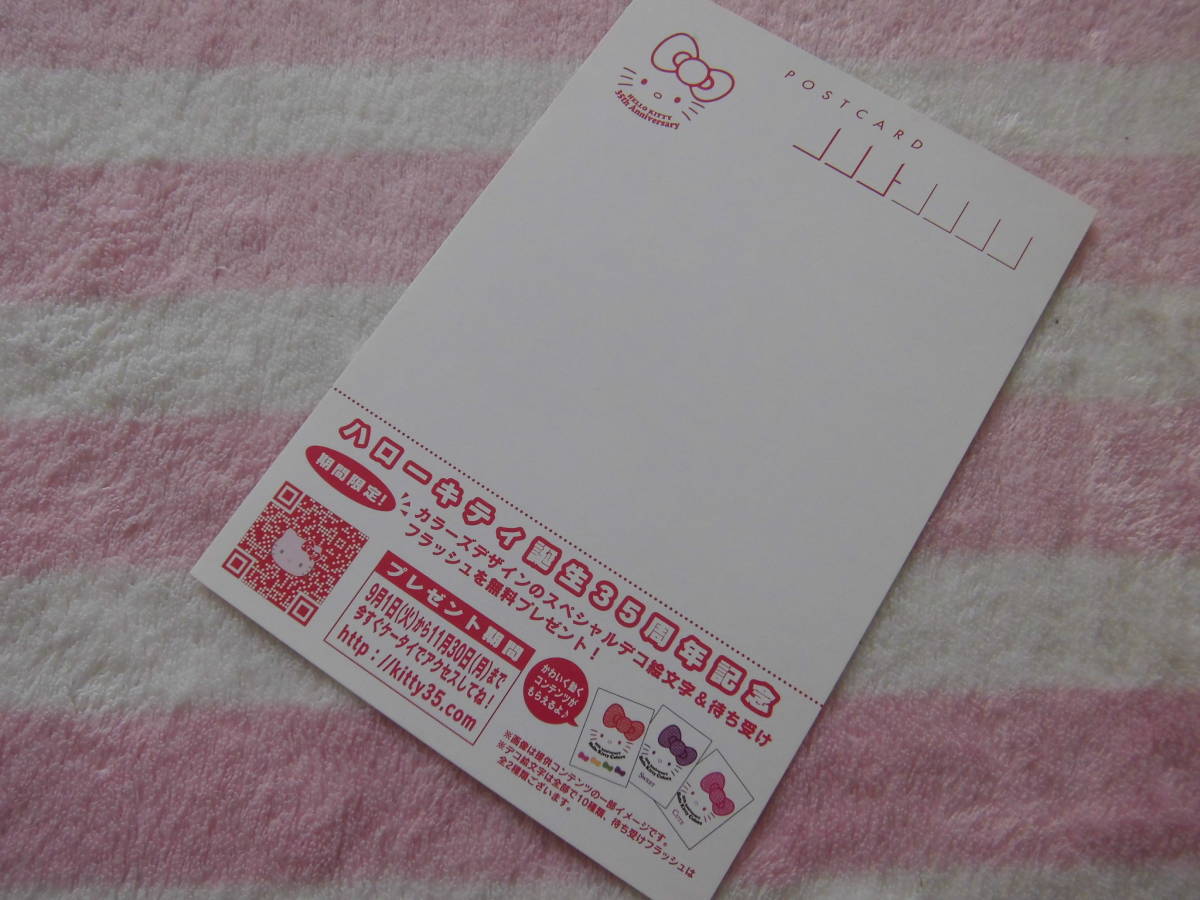 HELLO KITTY
35th Anniversary
POSTCARD
ハローキティ誕生35周年記念
期間限定!
カラーズデザインのスペシャルデコ絵文字&待ち受け
フラッシュを無料プレゼント!
プレゼント期間
9月1日(火)から11月30日(月)まで
今すぐケータイでアクセスしてね!
http://kitty35.com
かわいく動く
コンテンツが
もらえるよ♪
Sweet
City
※画像は提供コンテンツの一部イメージです。
※デコ絵文字は全部で10種類、待ち受けフラッシュは
全2種類ございます。